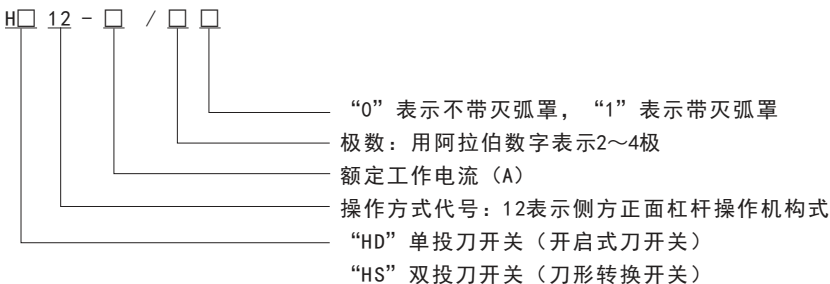 H□ 12-□ /□□
“0”表示不带灭弧罩，“1”表示带灭弧罩
极数：用阿拉伯数字表示2～4极
额定工作电流（A）
操作方式代号：12表示侧方正面杠杆操作机构式
“HD”单投刀开关（开启式刀开关）
“HS”双投刀开关（刀形转换开关）